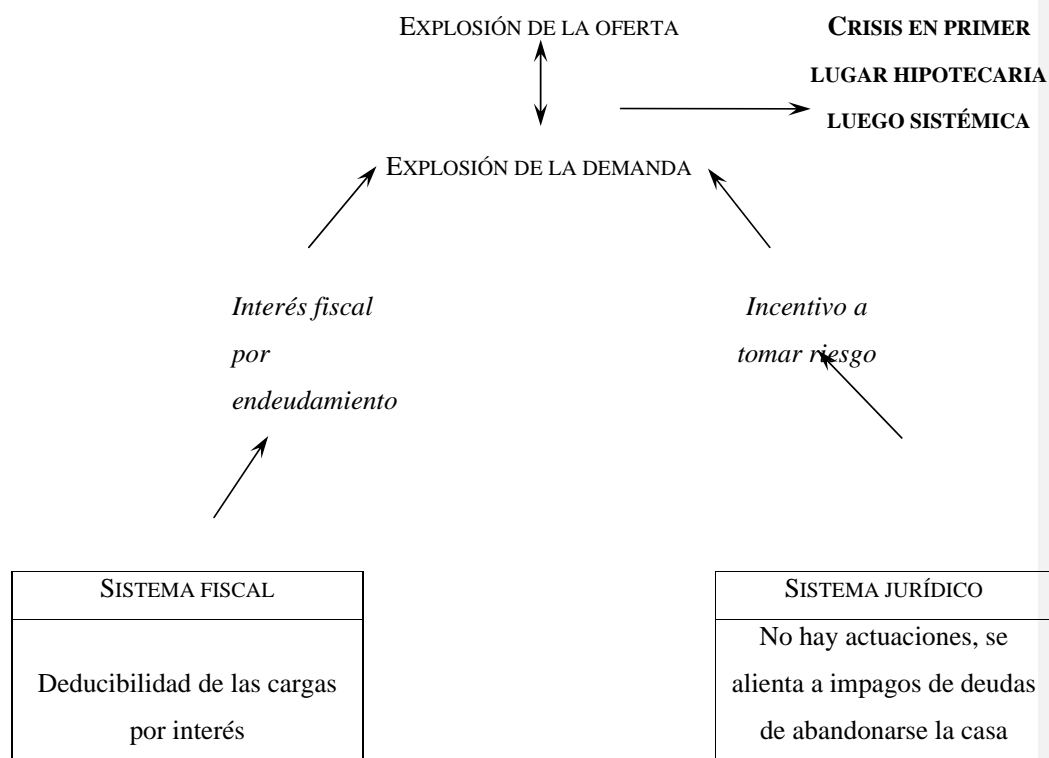 EXPLOSIÓN DE LA OFERTA
CRISIS EN PRIMER
LUGAR HIPOTECARIA
LUEGO SISTÉMICA
EXPLOSIÓN DE LA DEMANDA
Interés fiscal
por
endeudamiento
Incentivo a
tomar riesgo
SISTEMA FISCAL
Deducibilidad de las cargas
por interés
SISTEMA JURÍDICO
No hay actuaciones, se
alienta a impagos de deudas
de abandonarse la casa